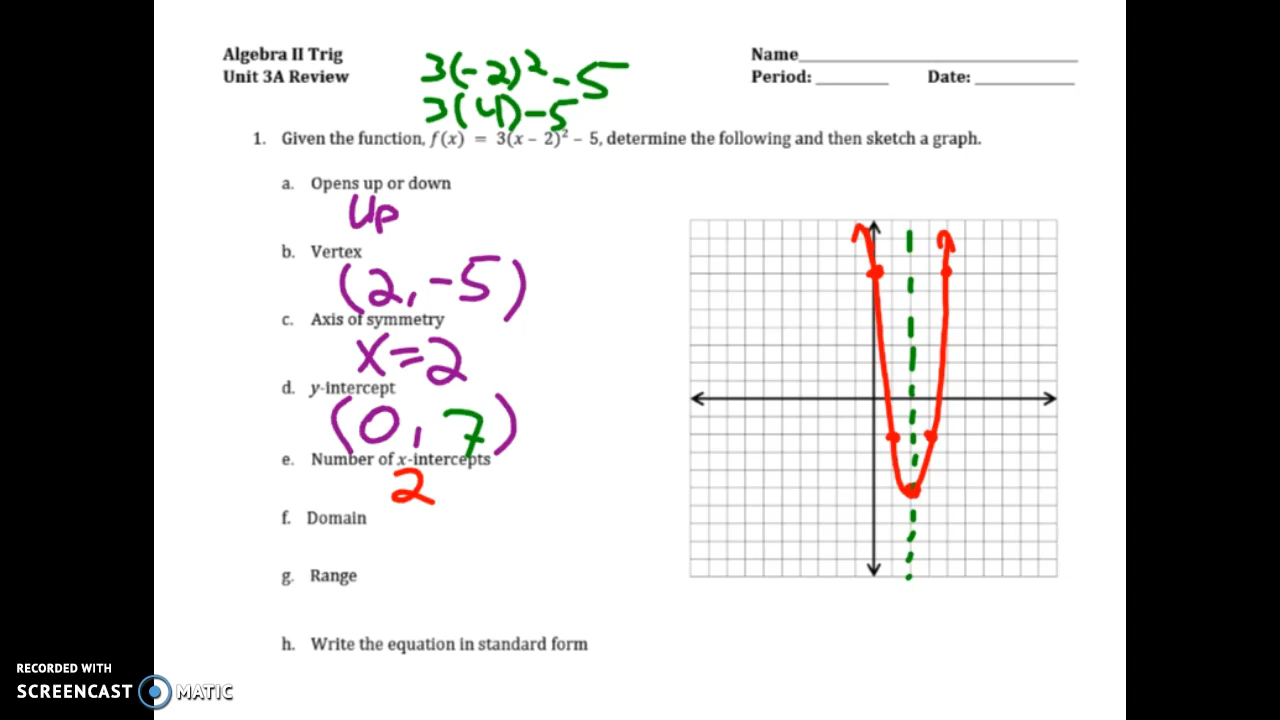 Algebra II Trig
Unit 3A Review
Name
Period: Date:
3(-2)² - 5
3(4) - 5
1. Given the function, f(x) = 3(x − 2)² − 5, determine the following and then sketch a graph.
a. Opens up or down
Up
b. Vertex
(2, -5)
c. Axis of symmetry
x=2
d. y-intercept
(0, 7)
e. Number of x-intercepts
2
f. Domain
g. Range
h. Write the equation in standard form
RECORDED WITH
SCREENCAST MATIC